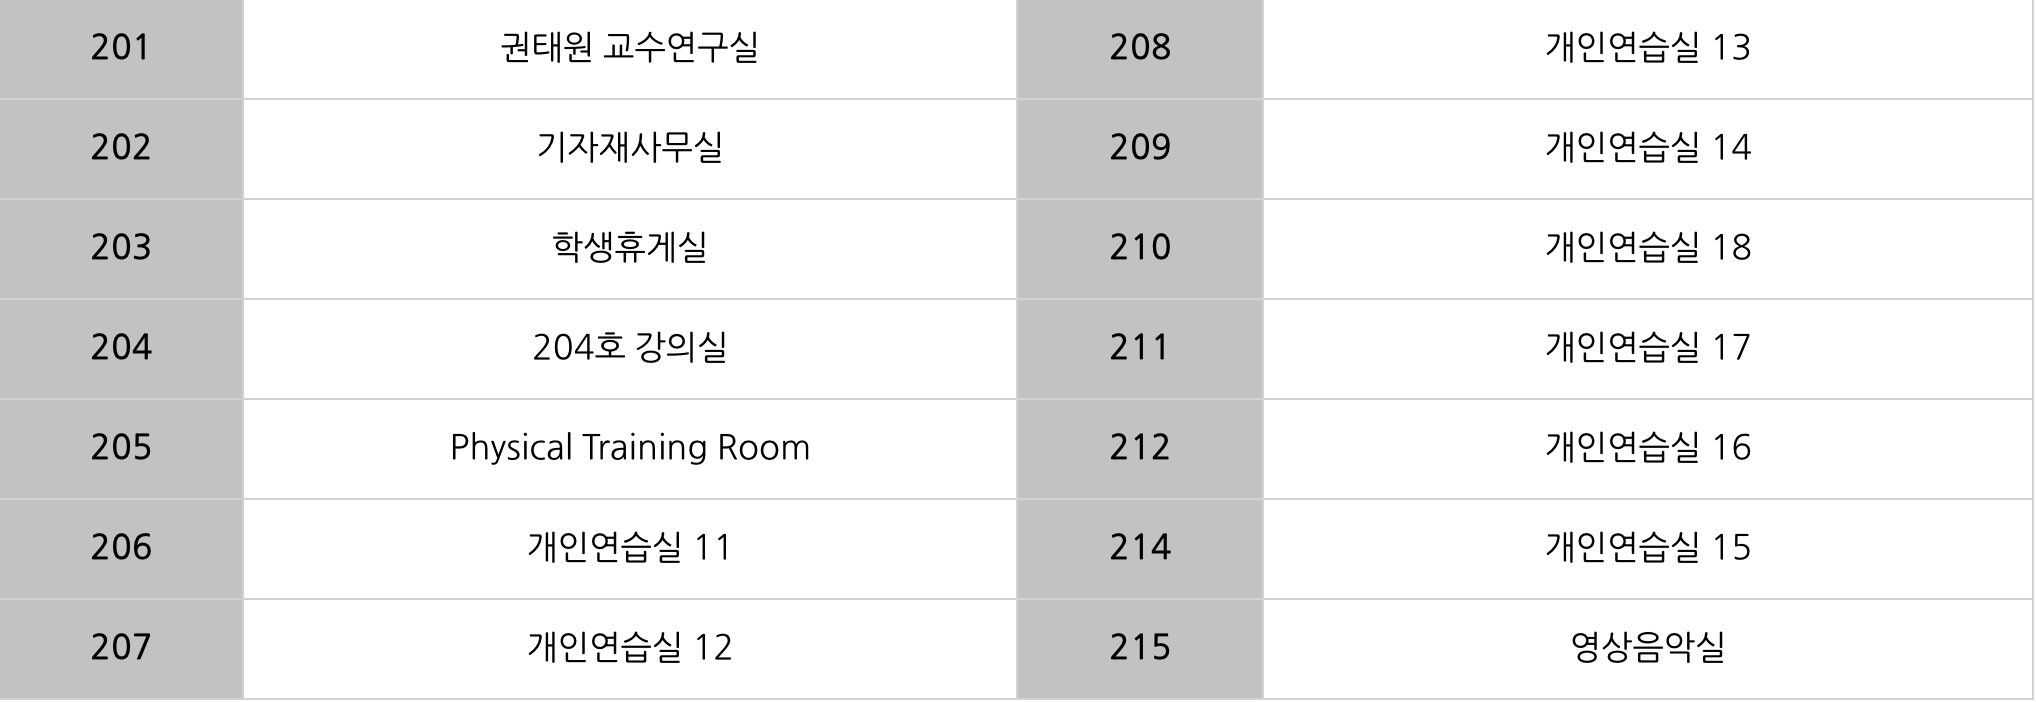 201 권태원 교수연구실 208 개인연습실 13
202 기자재사무실 209 개인연습실 14
203 학생휴게실 210 개인연습실 18
204 204호 강의실 211 개인연습실 17
205 Physical Training Room 212 개인연습실 16
206 개인연습실 11 214 개인연습실 15
207 개인연습실 12 215 영상음악실